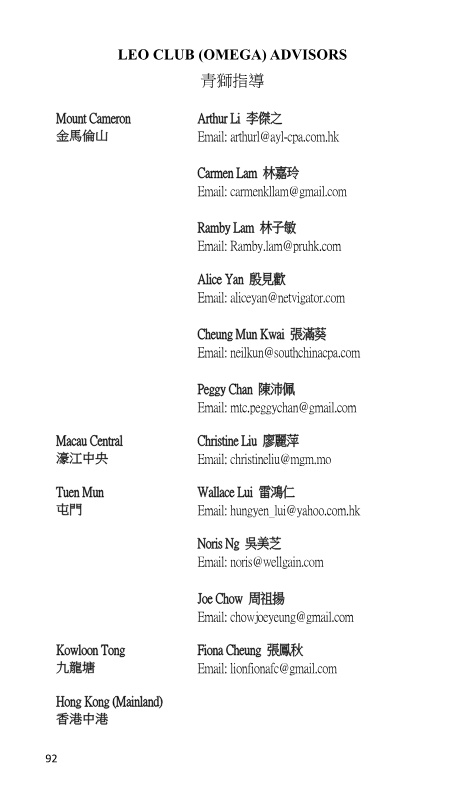 LEO CLUB (OMEGA) ADVISORS
青獅指導
Mount Cameron Arthur Li 李傑之
金馬倫山 Email: arthurl@ayl-cpa.com.hk
Carmen Lam 林嘉玲
Email: carmenkllam@gmail.com
Ramby Lam 林子敏
Email: Ramby.lam@pruhk.com
Alice Yan 殷見歡
Email: aliceyan@netvigator.com
Cheung Mun Kwai 張滿葵
Email: neilkun@southchinacpa.com
Peggy Chan 陳沛佩
Email: mtc.peggychan@gmail.com
Macau Central Christine Liu 廖麗萍
濠江中央 Email: christineliu@mgm.mo
Tuen Mun Wallace Lui 雷鴻仁
屯門 Email: hungyen_lui@yahoo.com.hk
Noris Ng 吳美芝
Email: noris@wellgain.com
Joe Chow 周祖揚
Email: chowjoeyeung@gmail.com
Kowloon Tong Fiona Cheung 張鳳秋
九龍塘 Email: lionfionafc@gmail.com
Hong Kong (Mainland)
香港中港
92